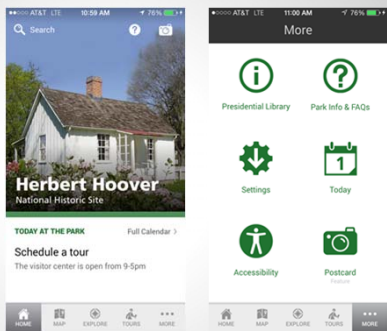 AT&T LTE 10:59 AM 76%
Search
Herbert Hoover
National Historic Site
TODAY AT THE PARK Full Calendar >
Schedule a tour
The visitor center is open from 9-5pm
HOME MAP EXPLORE TOURS MORE
AT&T LTE 11:00 AM 76%
More
Presidential Library Park Info & FAQs
1
Settings Today
Accessibility Postcard
Feature
HOME MAP EXPLORE TOURS MORE